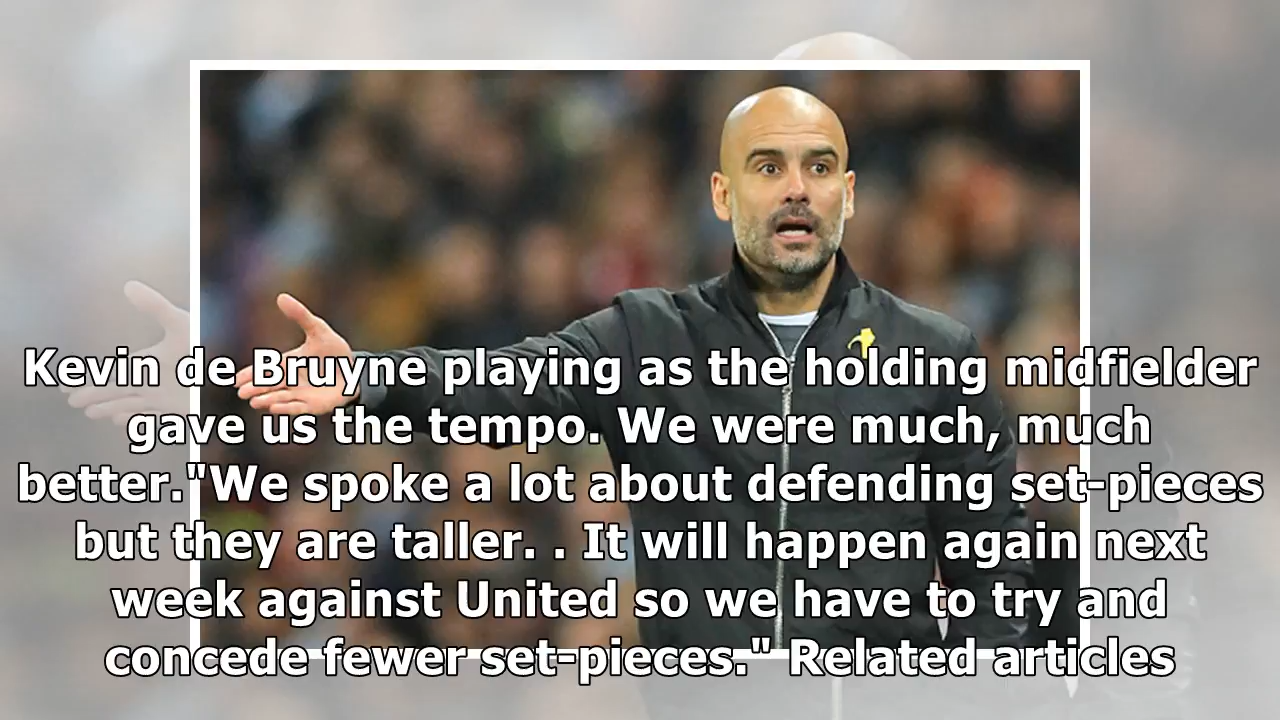 Kevin de Bruyne playing as the holding midfielder
gave us the tempo. We were much, much
better."We spoke a lot about defending set-pieces
but they are taller. . It will happen again next
week against United so we have to try and
concede fewer set-pieces." Related articles